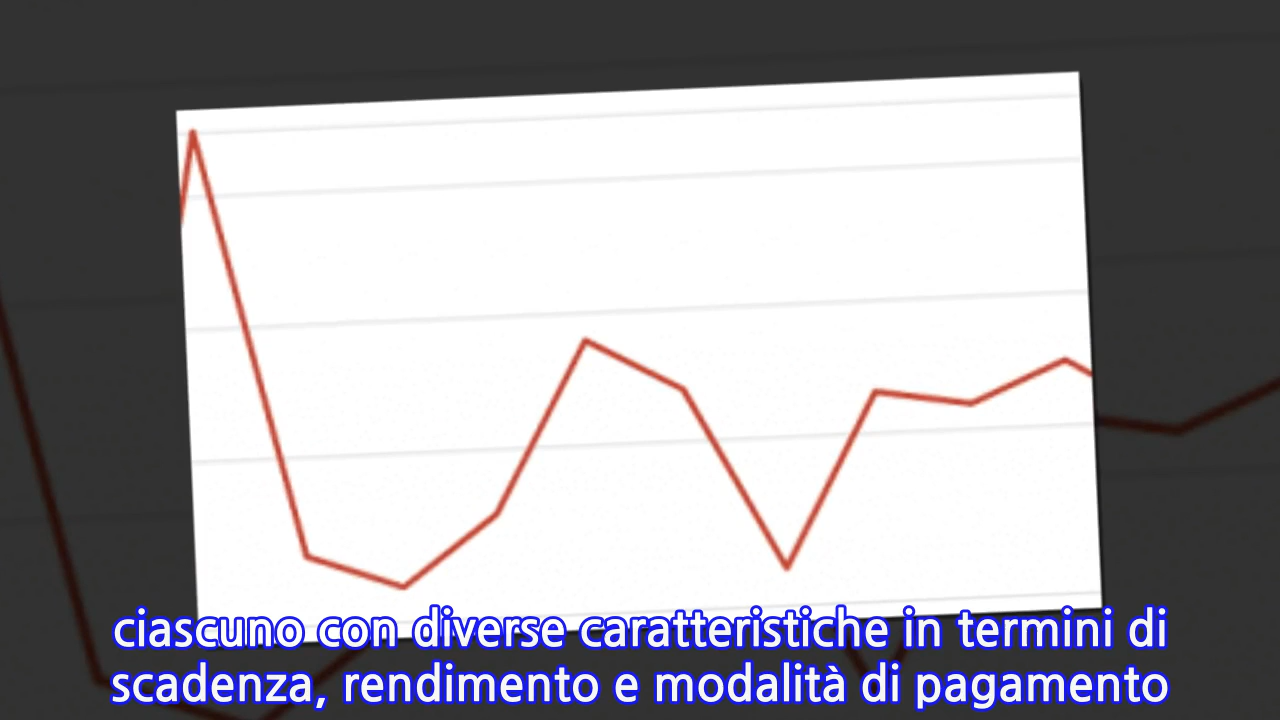 ciascuno con diverse caratteristiche in termini di
scadenza, rendimento e modalità di pagamento